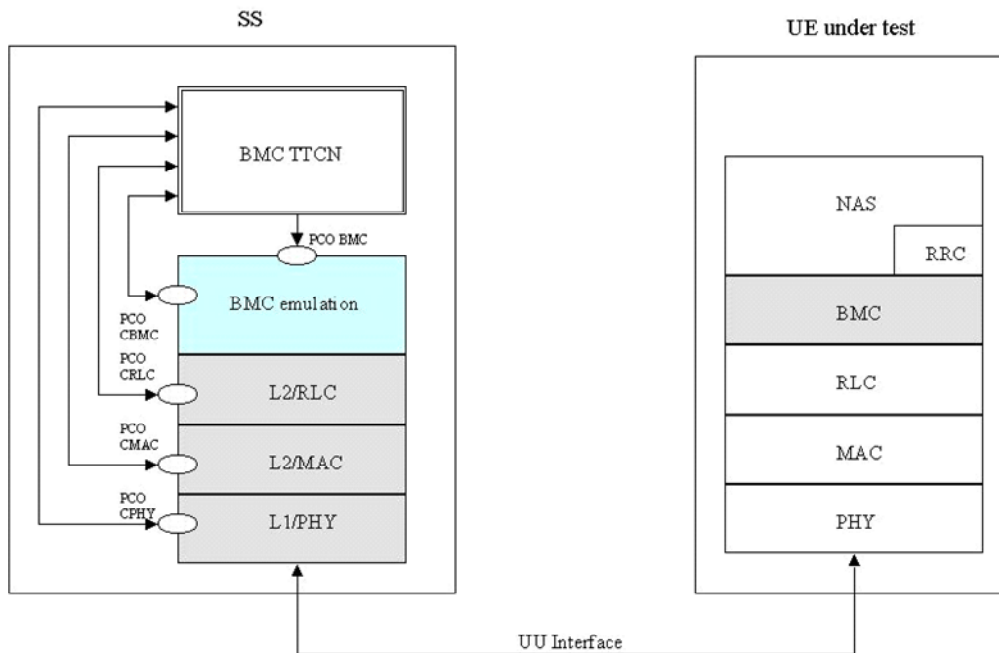 SS
UE under test
BMC TTCN
PCO BMC
BMC emulation
PCO
CBMC
PCO
CRLC
L2/RLC
PCO
CMAC
L2/MAC
PCO
CPHY
L1/PHY
NAS
RRC
BMC
RLC
MAC
PHY
UU Interface